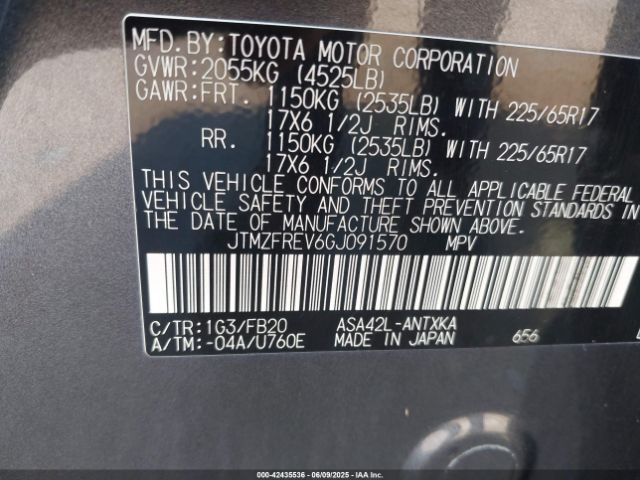 MFD.BY:TOYOTA MOTOR CORPORATION
GVWR:2055KG (4525LB)
GAWR:FRT. 1150KG (2535LB) WITH 225/65R17
17X6 1/2J RIMS.
RR. 1150KG (2535LB) WITH 225/65R17
17X6 1/2J RIMS.
THIS VEHICLE CONFORMS TO ALL APPLICABLE FEDERAL
VEHICLE SAFETY AND THEFT PREVENTION STANDARDS IN
THE DATE OF MANUFACTURE SHOWN ABOVE.
JTMZFREV6GJ091570 MPV
C/TR:1G3/FB20 ASA42L-ANTXKA
A/TM:-04A/U760E MADE IN JAPAN 656
000-42435536 - 06/09/2025 - IAA Inc.